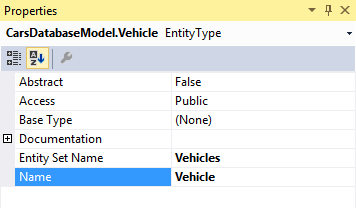 Properties
CarsDatabaseModel.Vehicle EntityType
Abstract False
Access Public
Base Type (None)
Documentation
Entity Set Name Vehicles
Name Vehicle